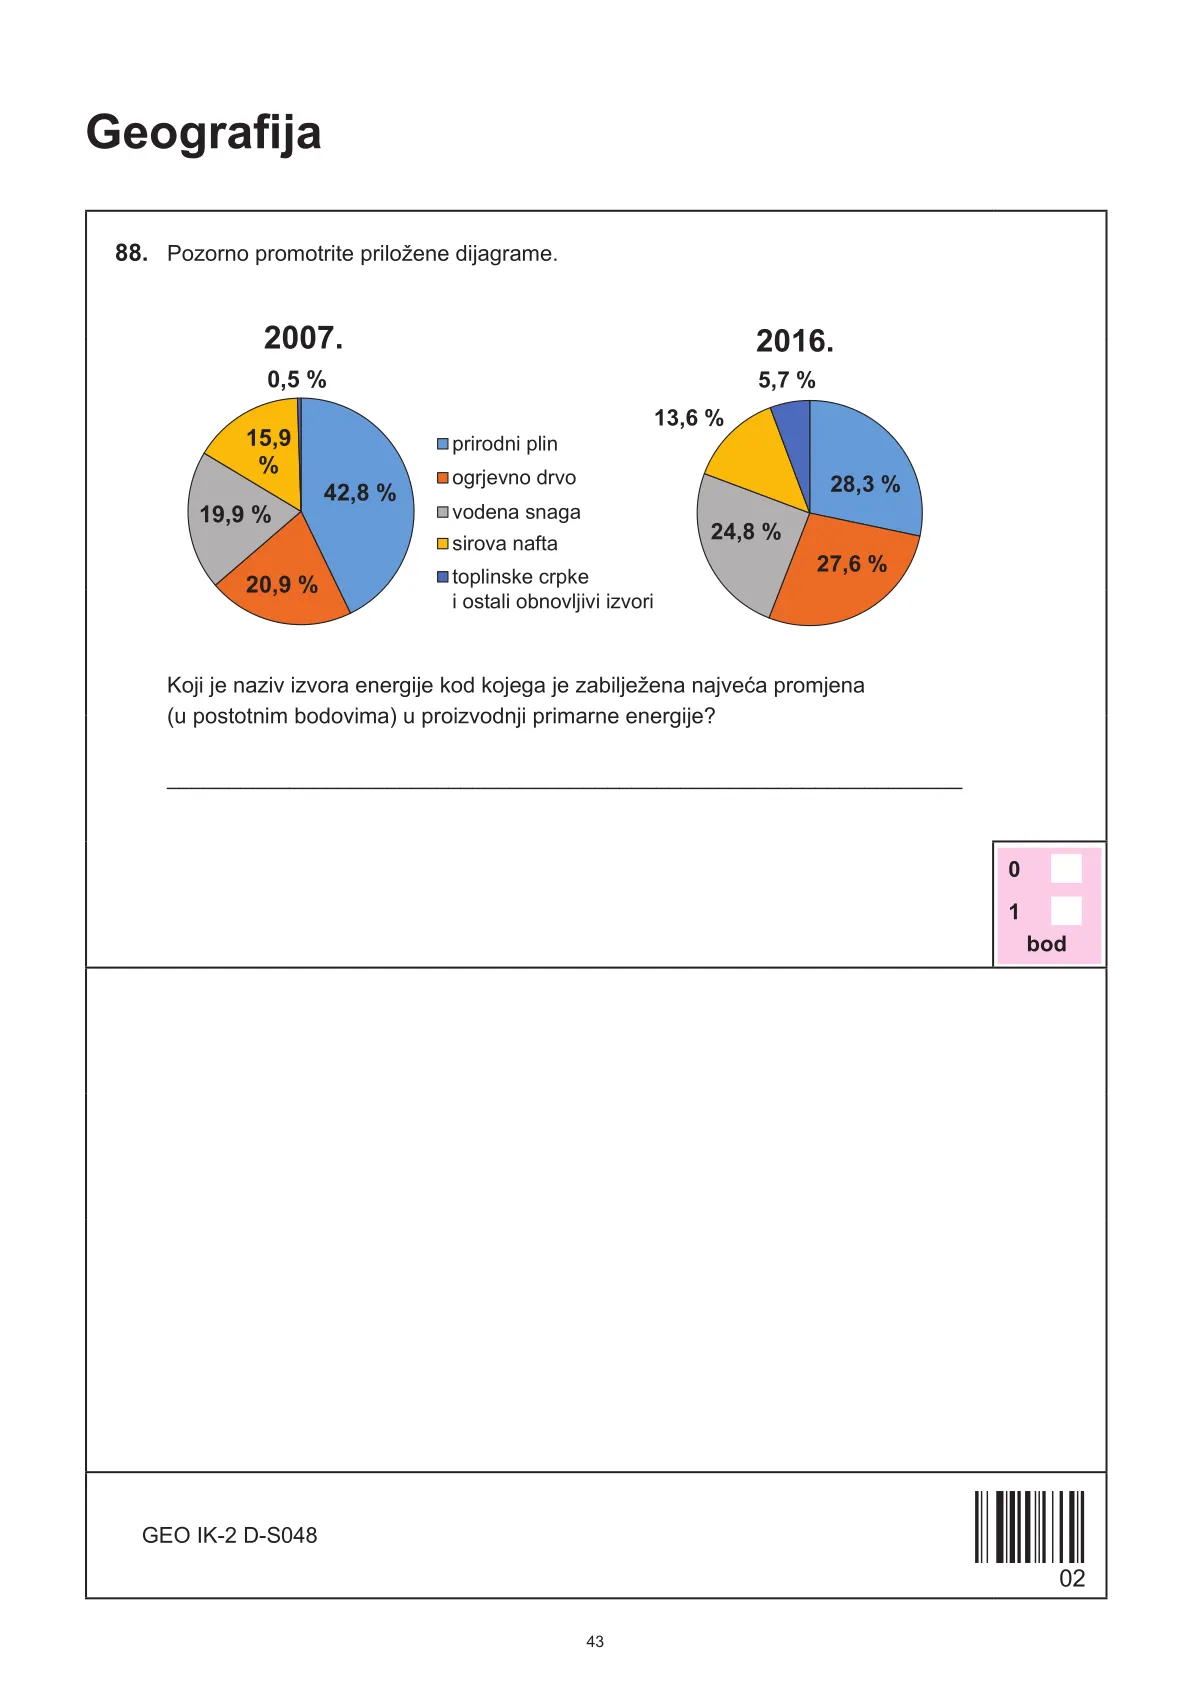 Geografija
88. Pozorno promotrite priložene dijagrame.
2007.
0,5 %
15,9
%
42,8 %
19,9 %
20,9 %
prirodni plin
ogrjevno drvo
vodena snaga
sirova nafta
toplinske crpke
i ostali obnovljivi izvori
2016.
5,7 %
13,6 %
28,3 %
24,8 %
27,6 %
Koji je naziv izvora energije kod kojega je zabilježena najveća promjena
(u postotnim bodovima) u proizvodnji primarne energije?
0
1
bod
GEO IK-2 D-S048
02
43